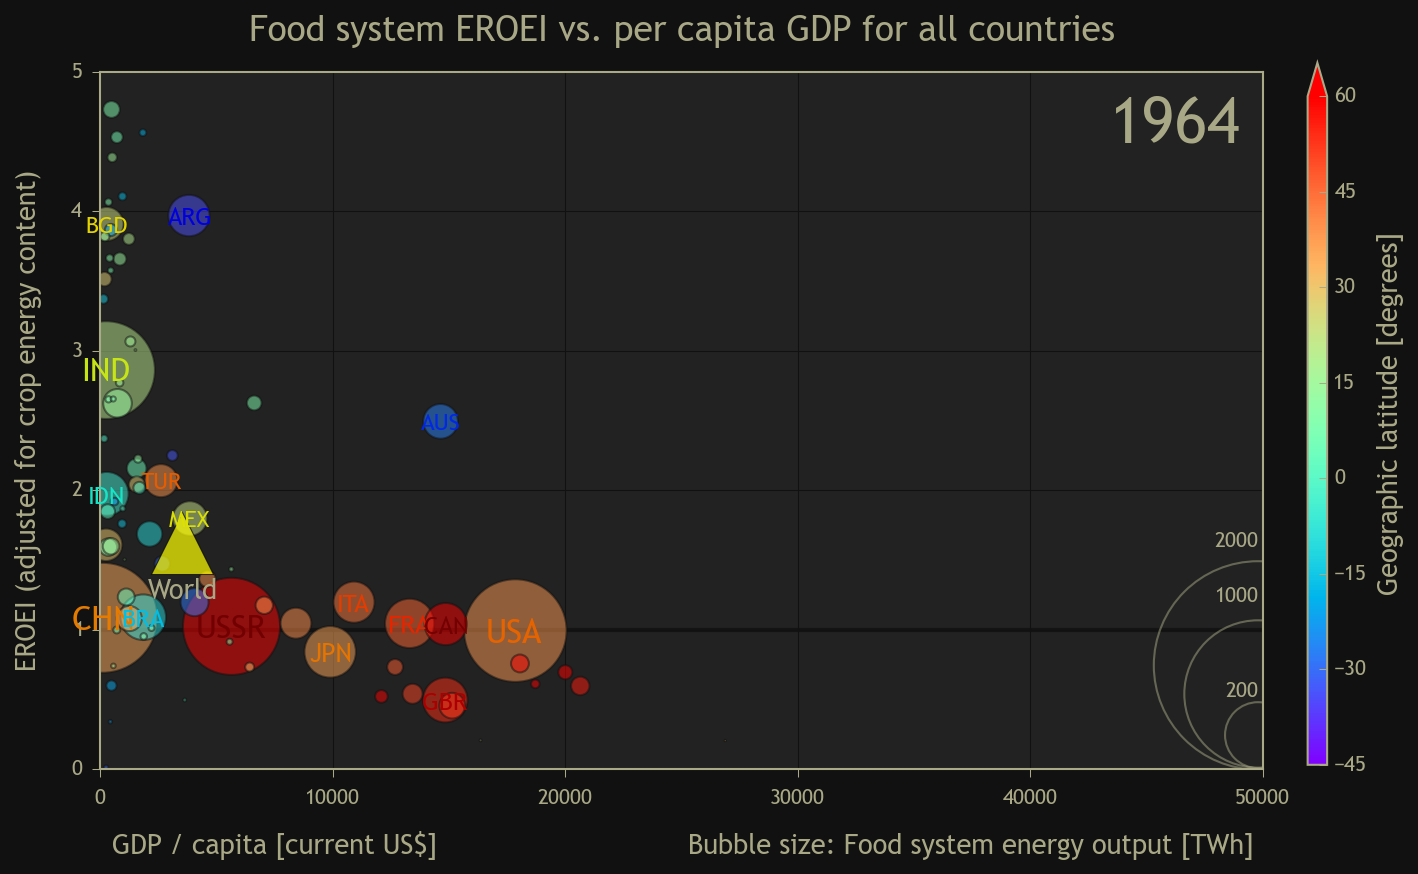 Food system EROEI vs. per capita GDP for all countries
1964
EROEI (adjusted for crop energy content)
5
4
3
2
1
0
0
10000
20000
30000
40000
50000
GDP / capita [current US$]
Bubble size: Food system energy output [TWh]
BGD
ARG
IND
AUS
TUR
IDN
MEX
World
CHN
BRA
USSR
ITA
FRA
CAN
USA
JPN
GBR
2000
1000
200
60
45
30
15
0
−15
−30
−45
Geographic latitude [degrees]